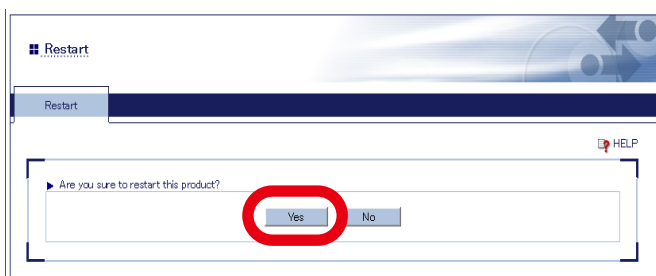 Restart
Restart
HELP
Are you sure to restart this product?
Yes No